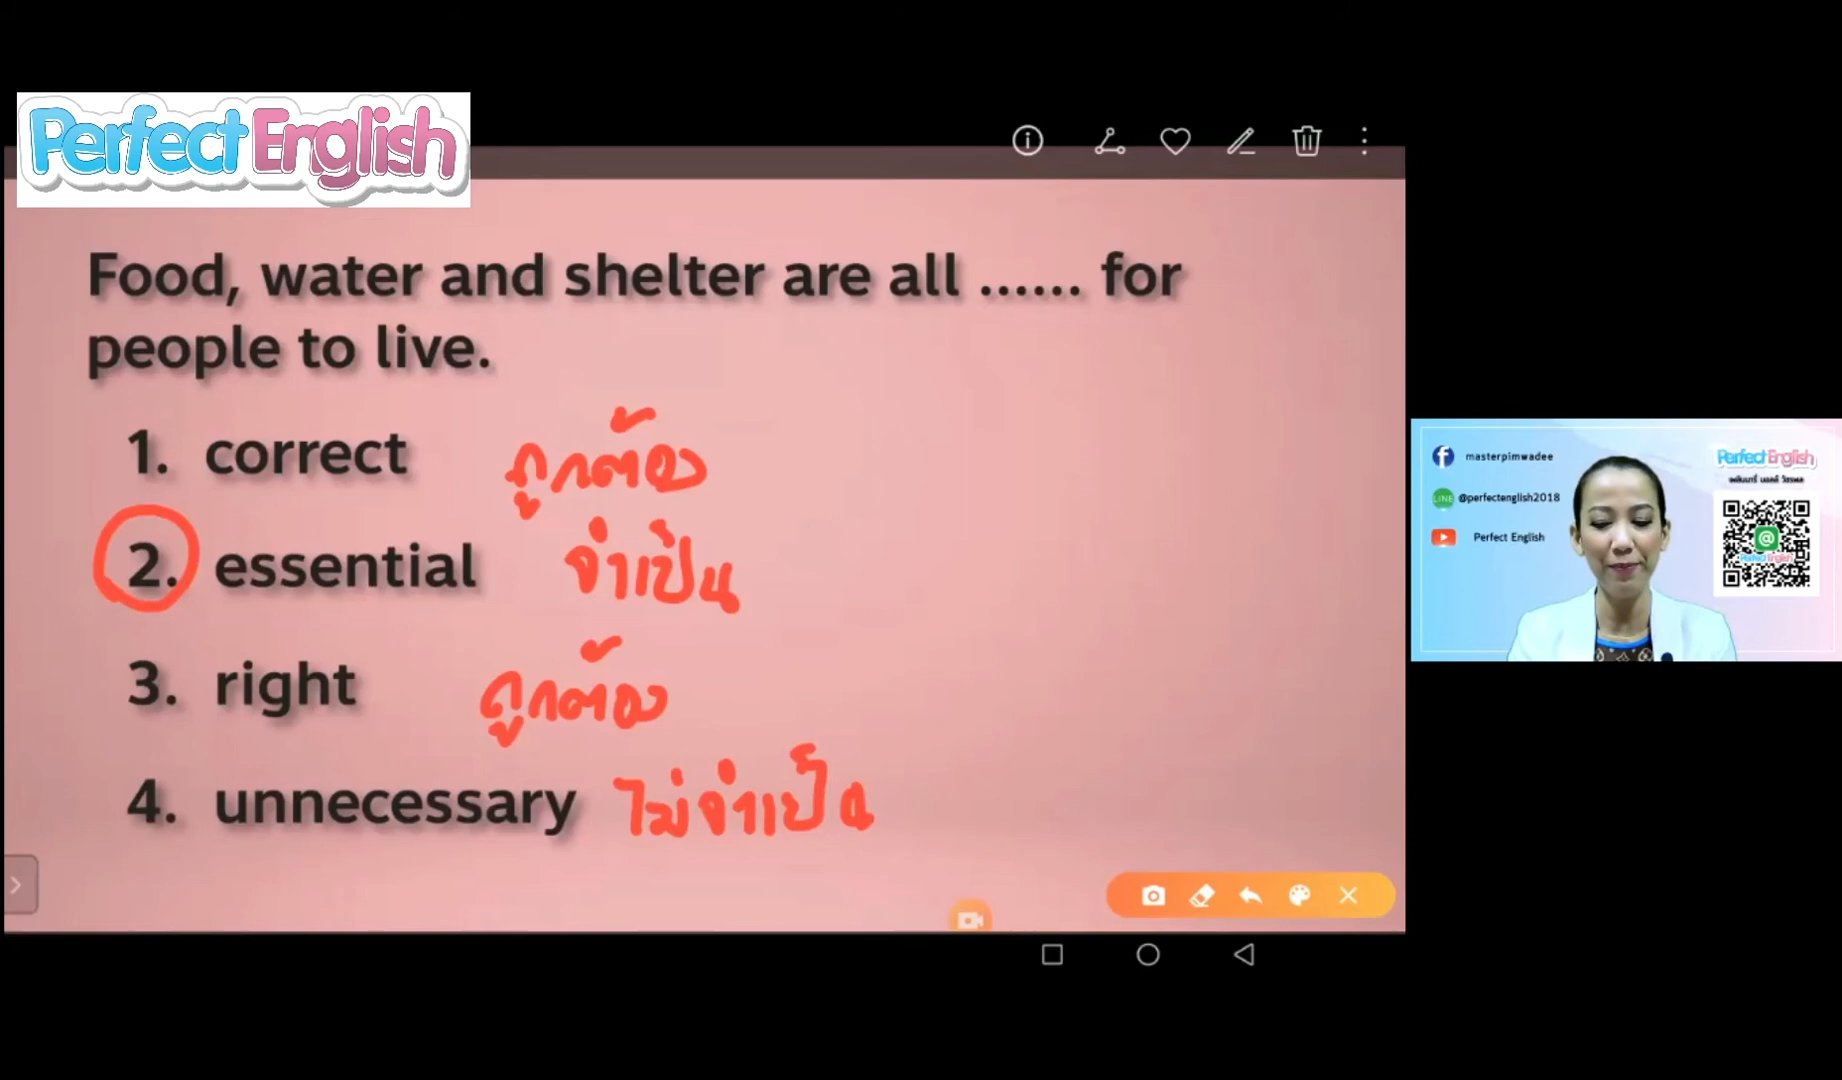 Perfect English
Food, water and shelter are all ...... for
people to live.
1. correct ถูกต้อง
2. essential จำเป็น
3. right ถูกต้อง
4. unnecessary ไม่จำเป็น
masterpimwadee
LINE @perfectenglish2018
Perfect English
Perfect English